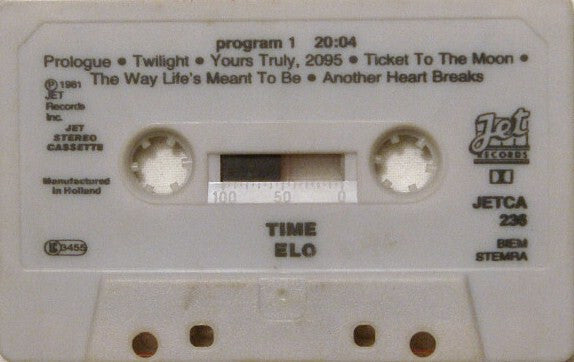 program 1 20:04
Prologue • Twilight • Yours Truly, 2095 • Ticket To The Moon •
The Way Life's Meant To Be • Another Heart Breaks
Ⓟ 1981
JET
Records
Inc.
JET
STEREO
CASSETTE
Manufactured
in Holland
K3455
Jet
RECORDS
JETCA
236
BIEM
STEMRA
100 50 0
TIME
ELO